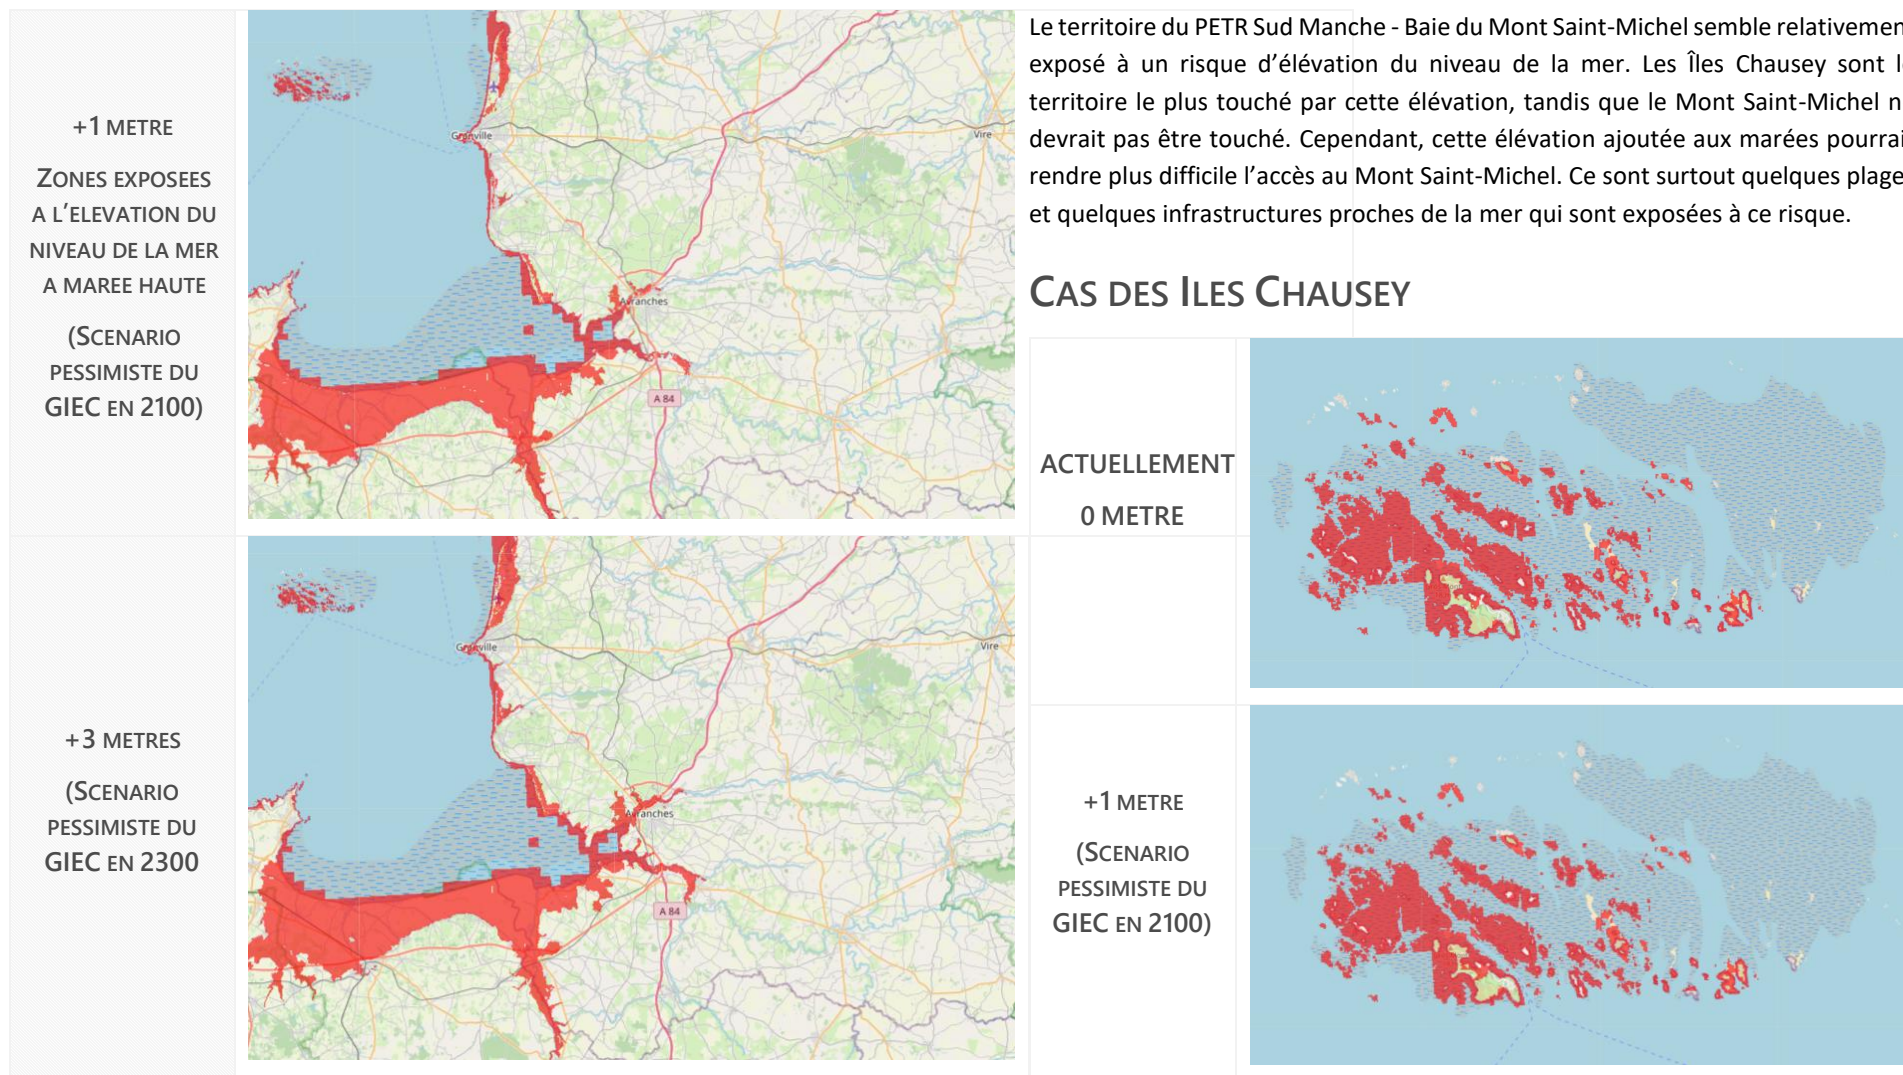 +1 METRE
ZONES EXPOSEES
A L'ELEVATION DU
NIVEAU DE LA MER
A MAREE HAUTE
(SCENARIO
PESSIMISTE DU
GIEC EN 2100)
Granville
Vire
Avranches
A 84
+3 METRES
(SCENARIO
PESSIMISTE DU
GIEC EN 2300
Granville
Vire
Avranches
A 84
Le territoire du PETR Sud Manche - Baie du Mont Saint-Michel semble relativemen
exposé à un risque d'élévation du niveau de la mer. Les Îles Chausey sont l
territoire le plus touché par cette élévation, tandis que le Mont Saint-Michel n
devrait pas être touché. Cependant, cette élévation ajoutée aux marées pourrai
rendre plus difficile l'accès au Mont Saint-Michel. Ce sont surtout quelques plage
et quelques infrastructures proches de la mer qui sont exposées à ce risque.
CAS DES ILES CHAUSEY
ACTUELLEMENT
0 METRE
+1 METRE
(SCENARIO
PESSIMISTE DU
GIEC EN 2100)